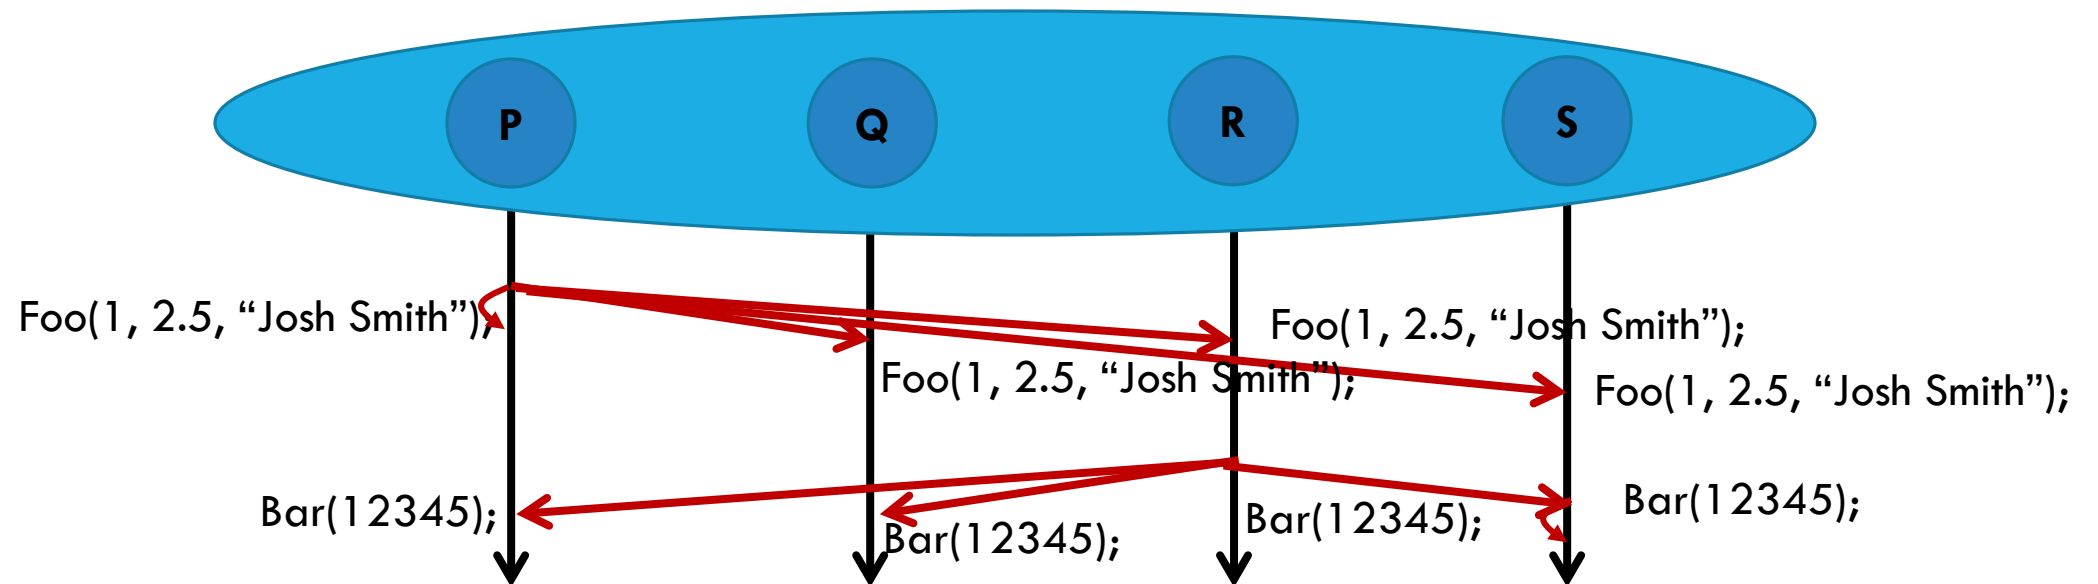 P
Q
R
S
Foo(1, 2.5, “Josh Smith”);
Foo(1, 2.5, “Josh Smith”);
Foo(1, 2.5, “Josh Smith”);
Foo(1, 2.5, “Josh Smith”);
Bar(12345);
Bar(12345);
Bar(12345);
Bar(12345);